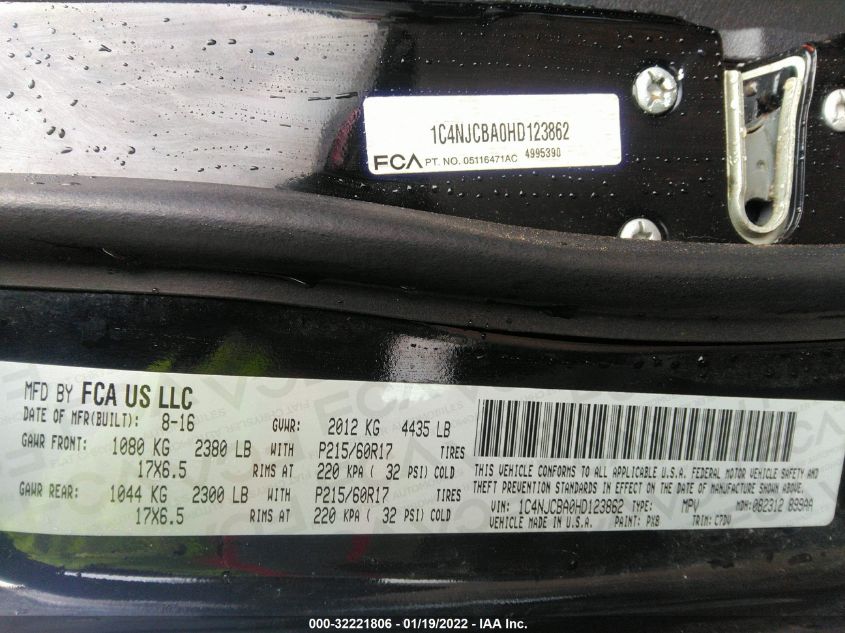 1C4NJCBA0HD123862
FCA PT. NO. 05116471AC 4995390
MFD BY FCA US LLC
DATE OF MFR(BUILT): 8-16 GVWR: 2012 KG 4435 LB
GAWR FRONT: 1080 KG 2380 LB WITH P215/60R17 TIRES
17X6.5 RIMS AT 220 KPA ( 32 PSI) COLD
GAWR REAR: 1044 KG 2300 LB WITH P215/60R17 TIRES
17X6.5 RIMS AT 220 KPA ( 32 PSI) COLD
THIS VEHICLE CONFORMS TO ALL APPLICABLE U.S.A. FEDERAL MOTOR VEHICLE SAFETY AND
THEFT PREVENTION STANDARDS IN EFFECT ON THE DATE OF MANUFACTURE SHOWN ABOVE.
VIN: 1C4NJCBA0HD123862 TYPE: MPV MDH: 082312 899AA
VEHICLE MADE IN U.S.A. PAINT: PX8 TRIM: C7DV
000-32221806 - 01/19/2022 - IAA Inc.